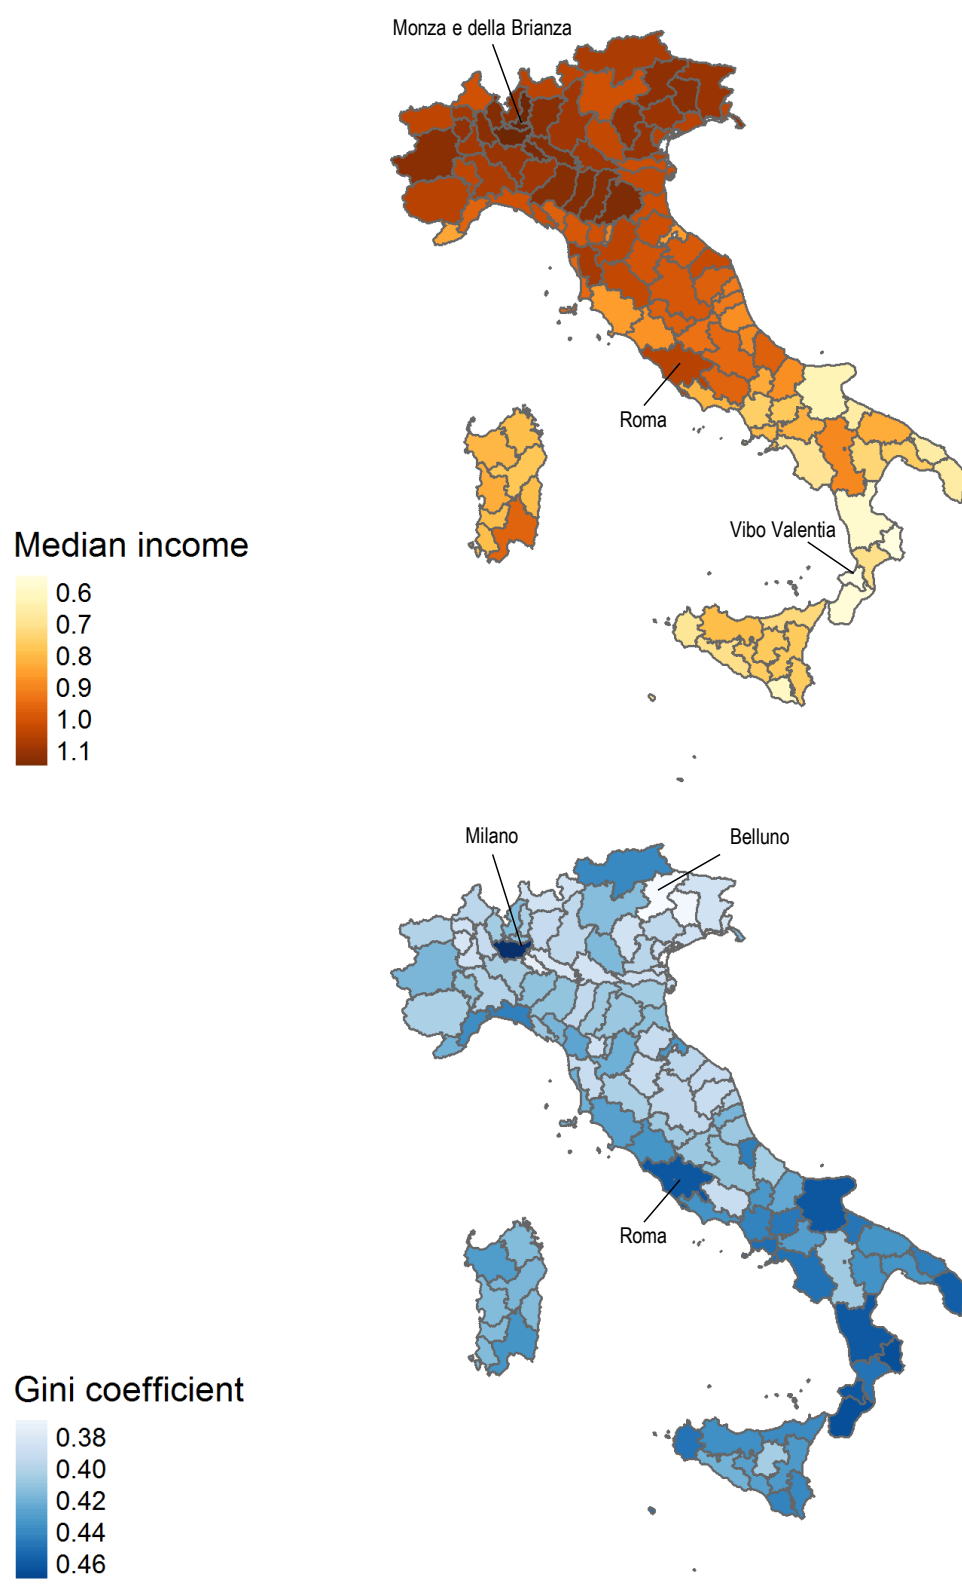 Monza e della Brianza
Roma
Vibo Valentia
Median income
0.6
0.7
0.8
0.9
1.0
1.1
Milano
Belluno
Roma
Gini coefficient
0.38
0.40
0.42
0.44
0.46